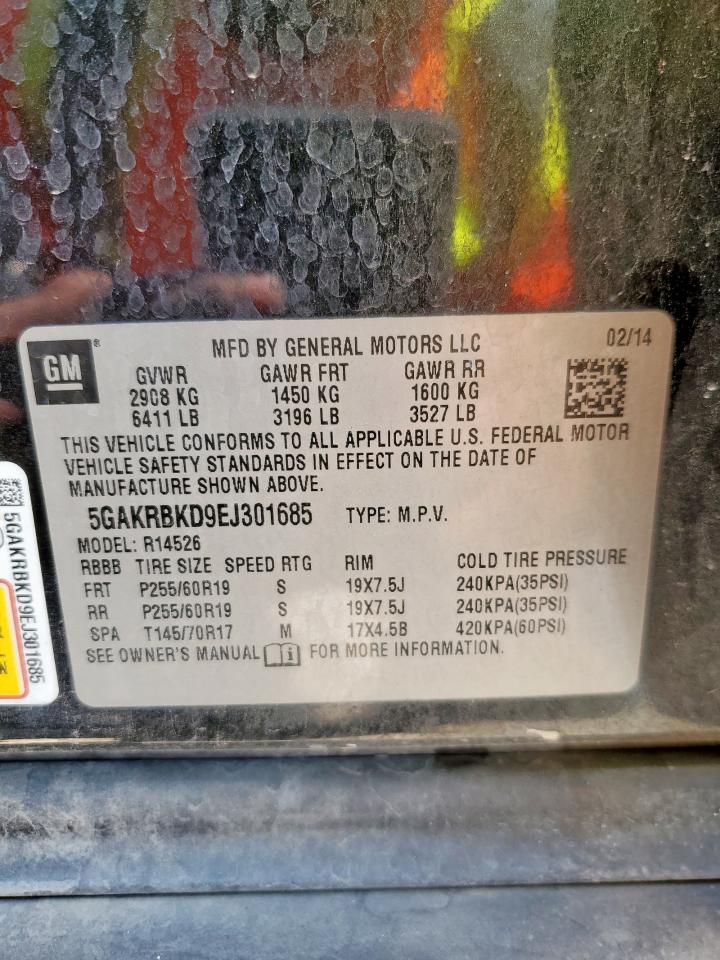 GM
®
MFD BY GENERAL MOTORS LLC
02/14
GVWR GAWR FRT GAWR RR
2908 KG 1450 KG 1600 KG
6411 LB 3196 LB 3527 LB
THIS VEHICLE CONFORMS TO ALL APPLICABLE U.S. FEDERAL MOTOR
VEHICLE SAFETY STANDARDS IN EFFECT ON THE DATE OF
MANUFACTURE SHOWN ABOVE.
5GAKRBKD9EJ301685 TYPE: M.P.V.
MODEL: R14526
RBBB TIRE SIZE SPEED RTG RIM COLD TIRE PRESSURE
FRT P255/60R19 S 19X7.5J 240KPA(35PSI)
RR P255/60R19 S 19X7.5J 240KPA(35PSI)
SPA T145/70R17 M 17X4.5B 420KPA(60PSI)
SEE OWNER'S MANUAL i FOR MORE INFORMATION.
5GAKRBKD9EJ301685